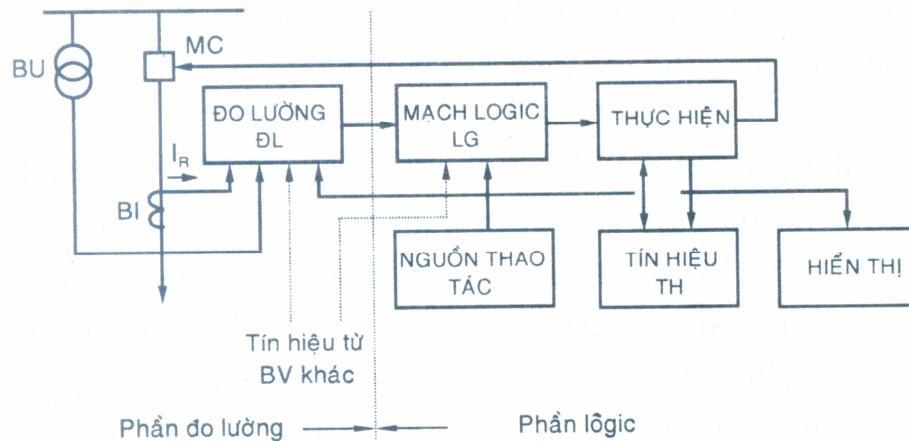 BU
MC
ĐO LƯỜNG
ĐL
MẠCH LOGIC
LG
THỰC HIỆN
I_R
BI
NGUỒN THAO
TÁC
TÍN HIỆU
TH
HIỂN THỊ
Tín hiệu từ
BV khác
Phần đo lường
Phần lôgic